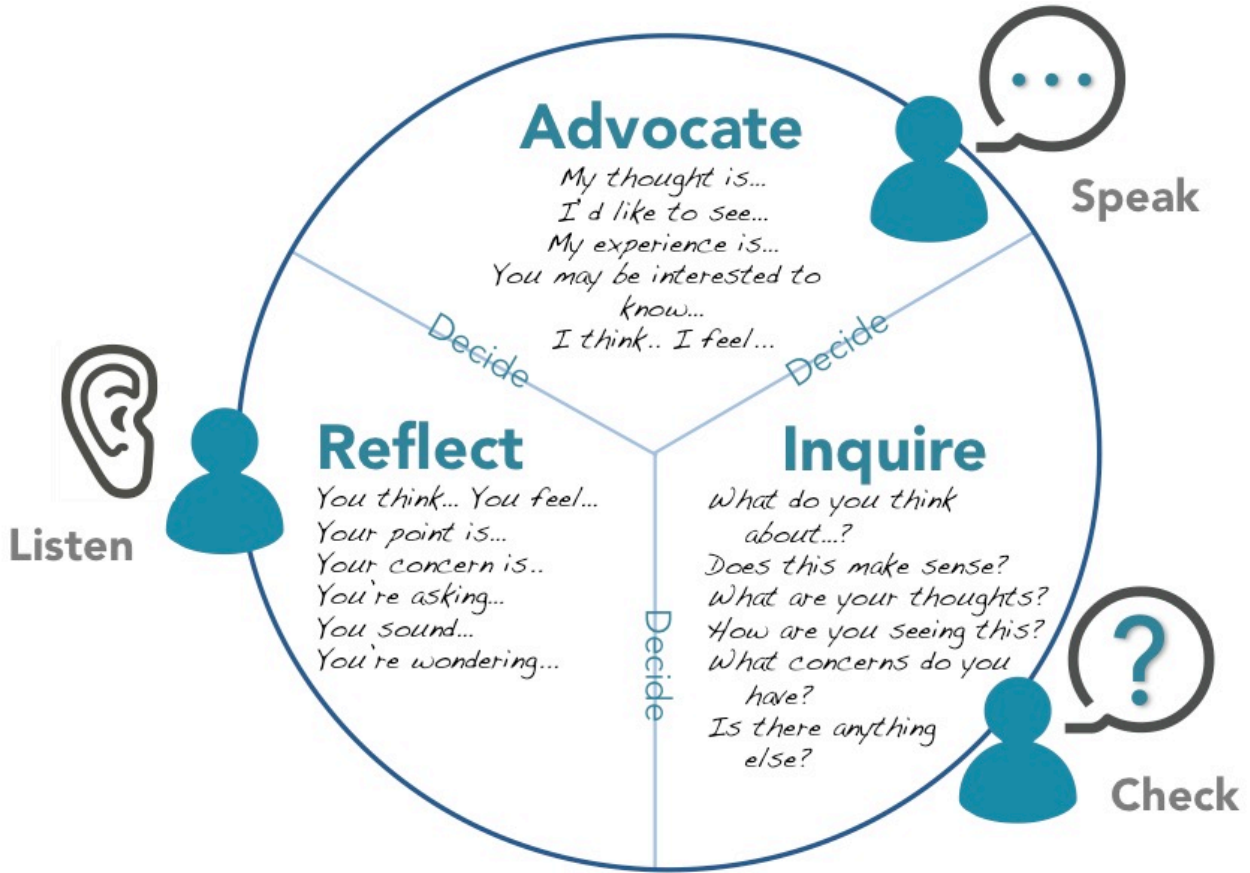 Advocate
My thought is...
I'd like to see...
My experience is...
You may be interested to
know...
I think.. I feel...
Speak
Decide
Decide
Listen
Reflect
You think... You feel...
Your point is...
Your concern is..
You're asking...
You sound...
You're wondering...
Decide
Inquire
What do you think
about...?
Does this make sense?
What are your thoughts?
How are you seeing this?
What concerns do you
have?
Is there anything
else?
?
Check